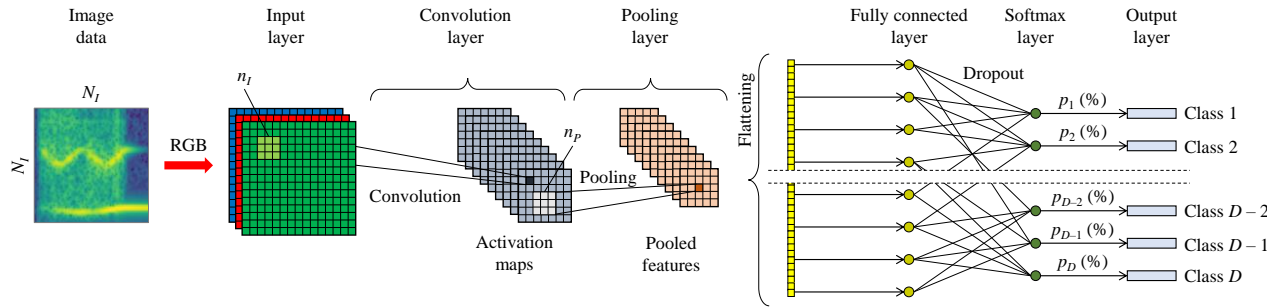 Image
data
Input
layer
Convolution
layer
Pooling
layer
Fully connected
layer
Softmax
layer
Output
layer
N_I
N_I
RGB
n_I
Convolution
n_P
Activation
maps
Pooling
Pooled
features
Flattening
Dropout
p_1 (%)
Class 1
p_2 (%)
Class 2
p_{D−2} (%)
Class D − 2
p_{D−1} (%)
Class D − 1
p_D (%)
Class D